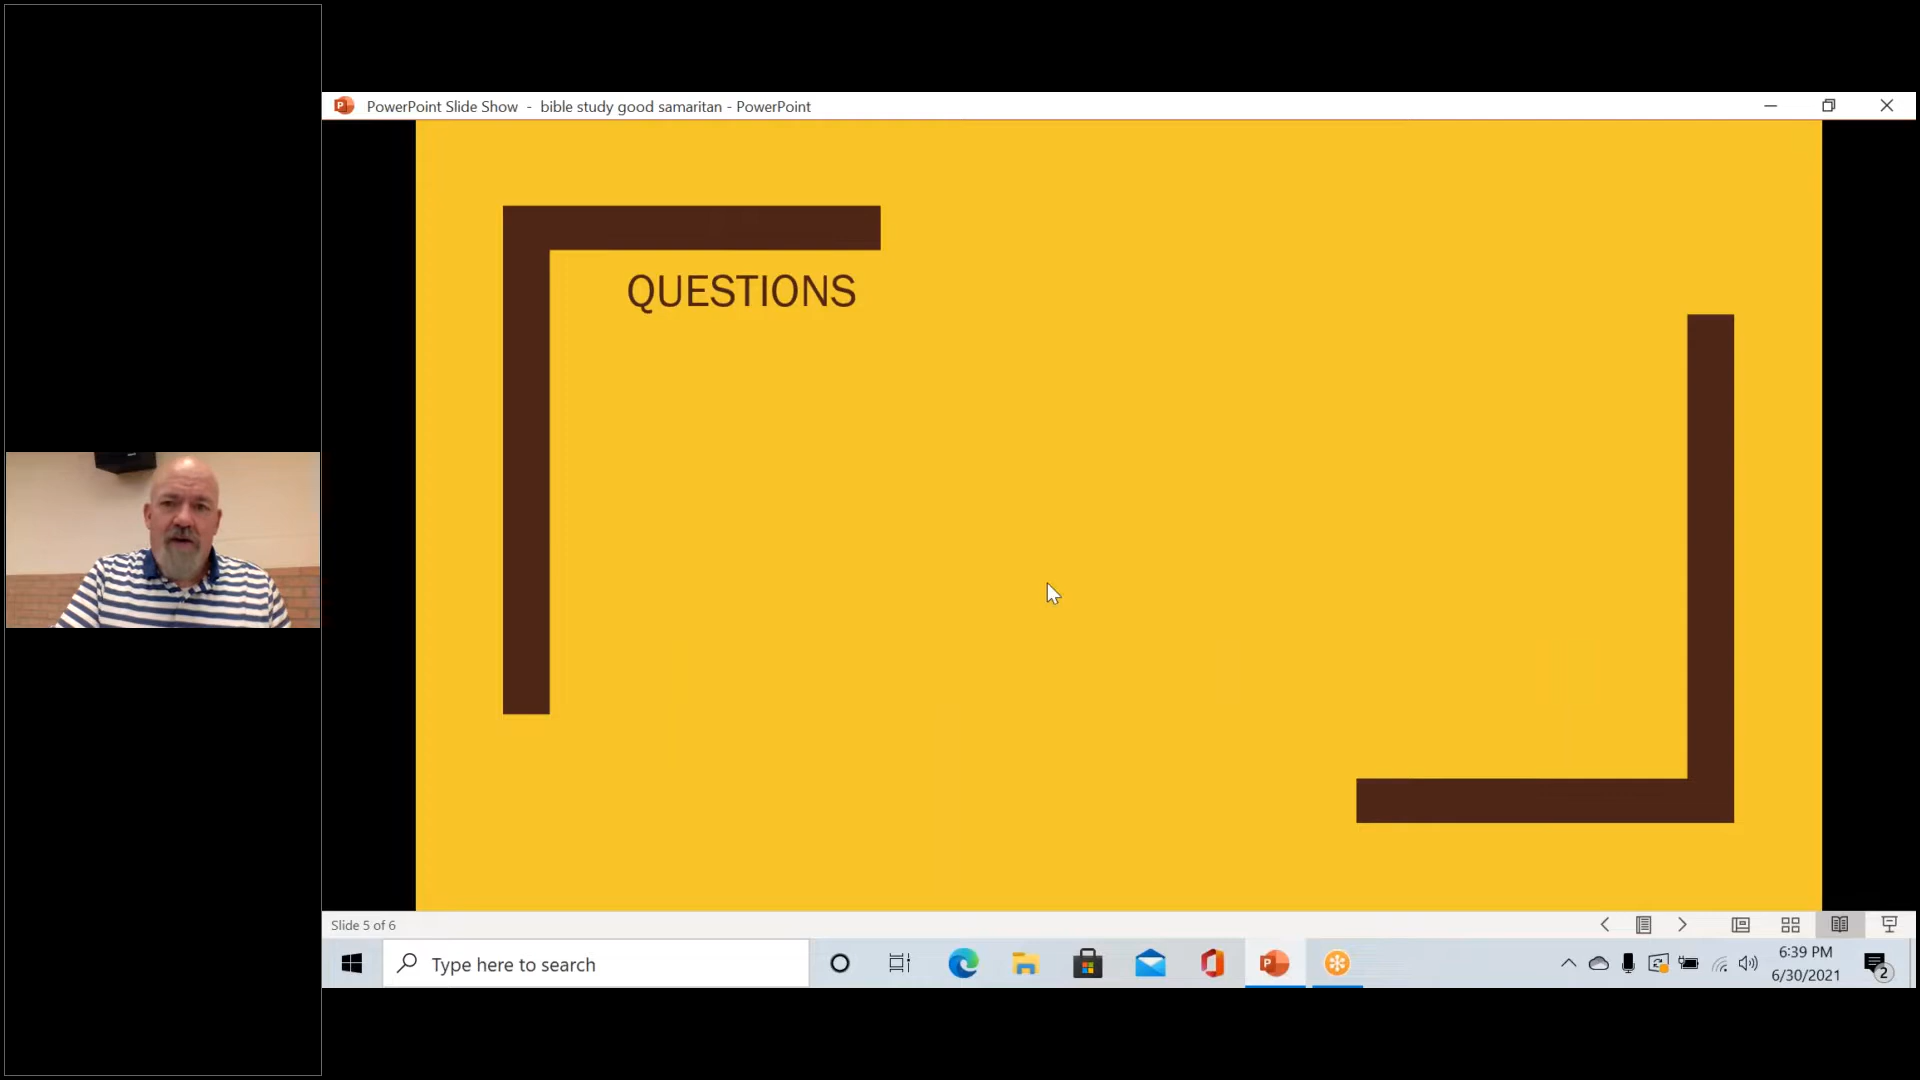 PowerPoint Slide Show - bible study good samaritan - PowerPoint
QUESTIONS
Slide 5 of 6
Type here to search
6:39 PM
6/30/2021
2